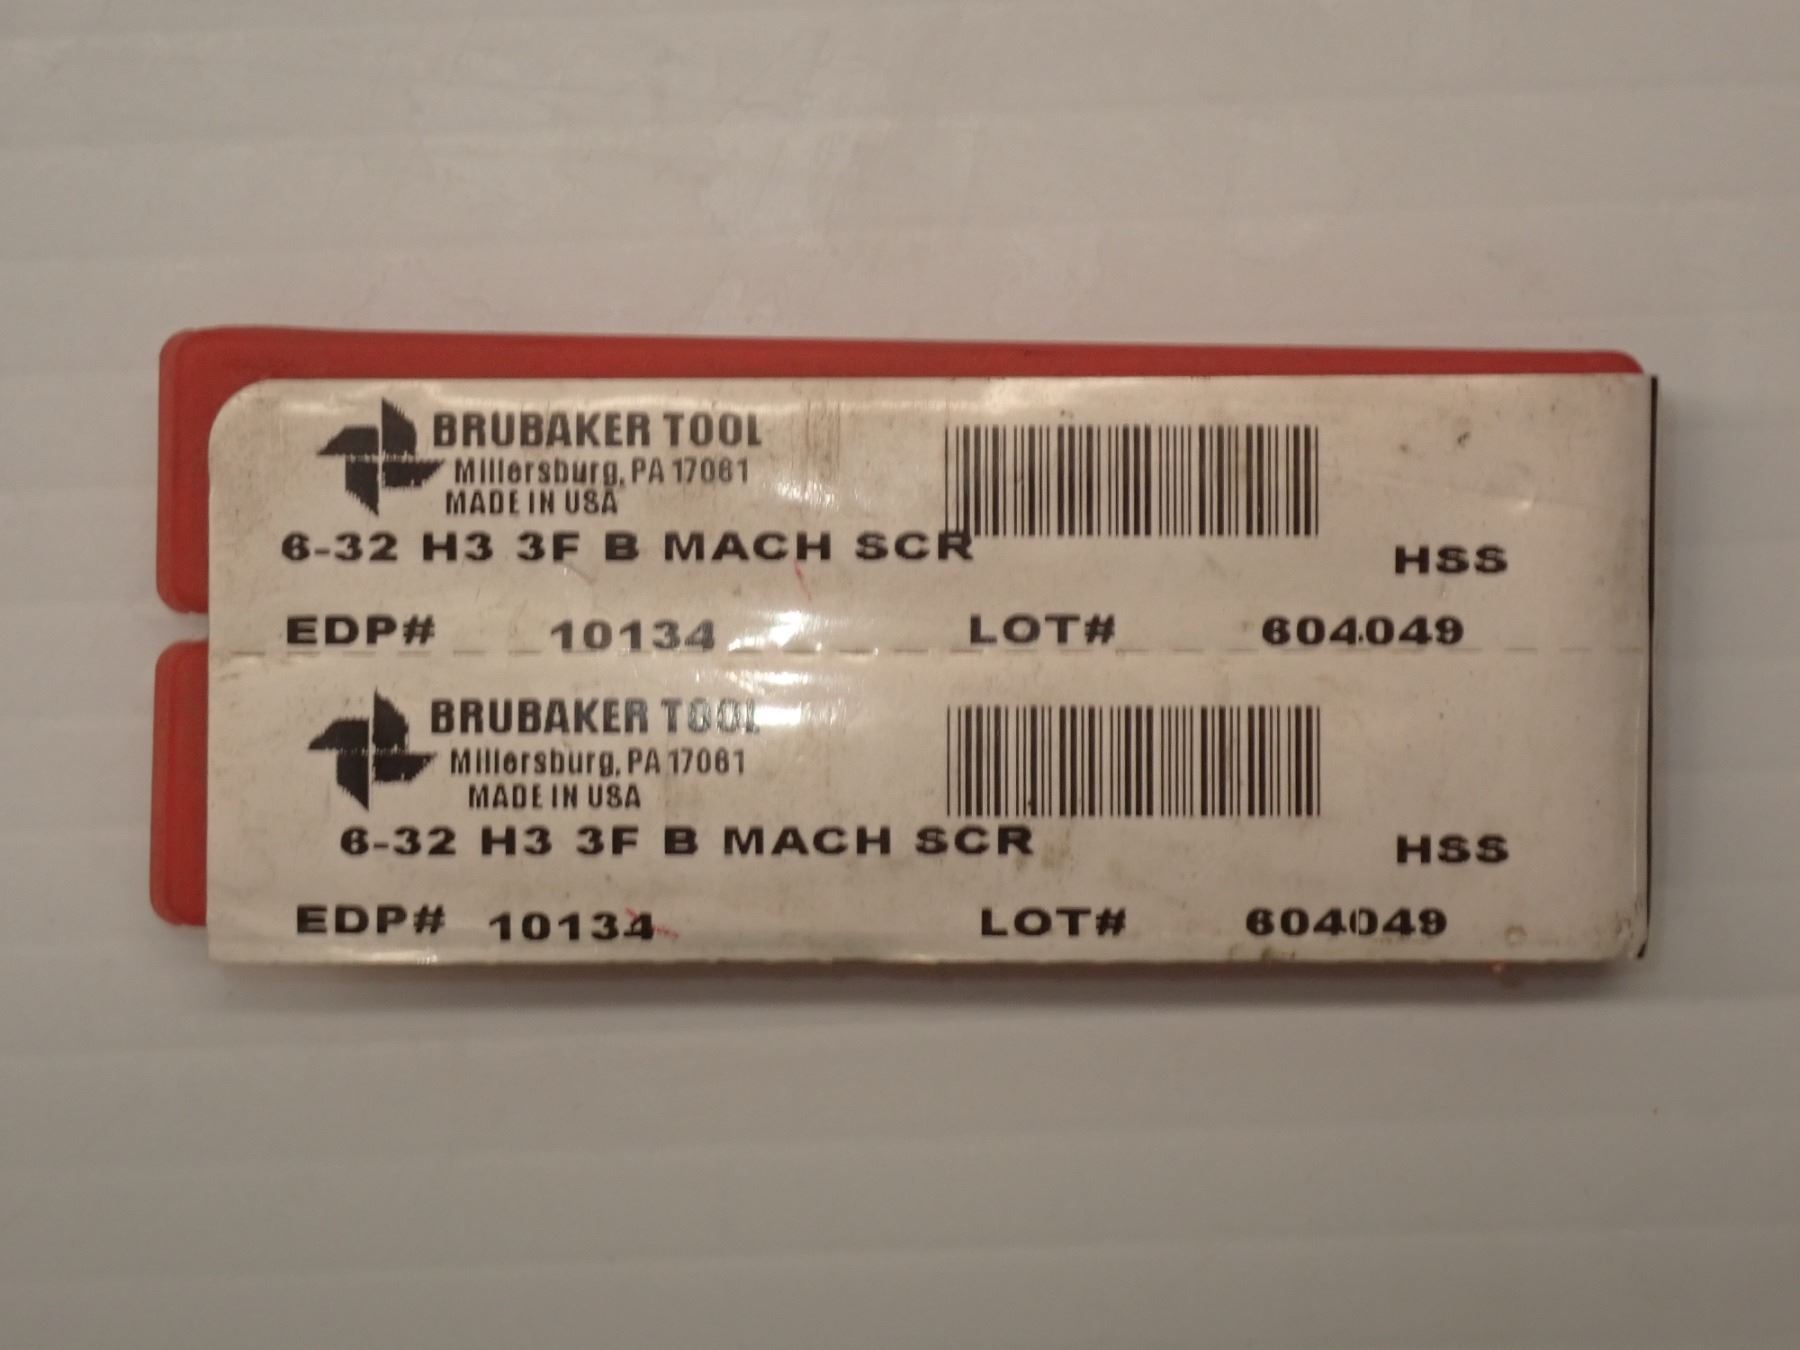 BRUBAKER TOOL
Millersburg, PA 17061
MADE IN USA
6-32 H3 3F B MACH SCR
HSS
EDP# 10134 LOT# 604049
BRUBAKER TOOL
Millersburg, PA 17061
MADE IN USA
6-32 H3 3F B MACH SCR
HSS
EDP# 10134 LOT# 604049